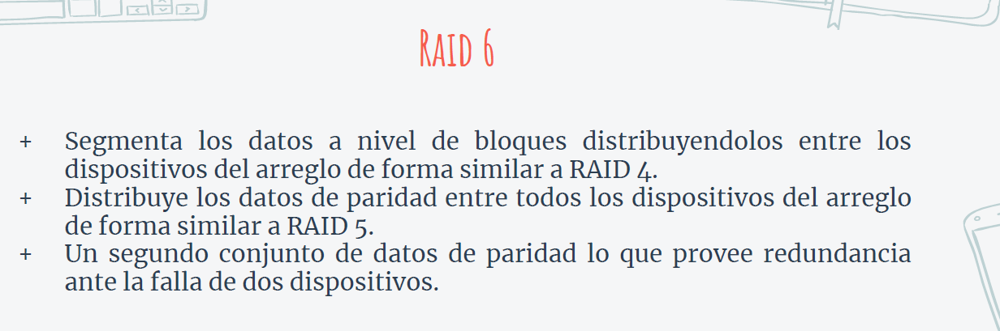 RAID 6
+ Segmenta los datos a nivel de bloques distribuyendolos entre los
dispositivos del arreglo de forma similar a RAID 4.
+ Distribuye los datos de paridad entre todos los dispositivos del arreglo
de forma similar a RAID 5.
+ Un segundo conjunto de datos de paridad lo que provee redundancia
ante la falla de dos dispositivos.